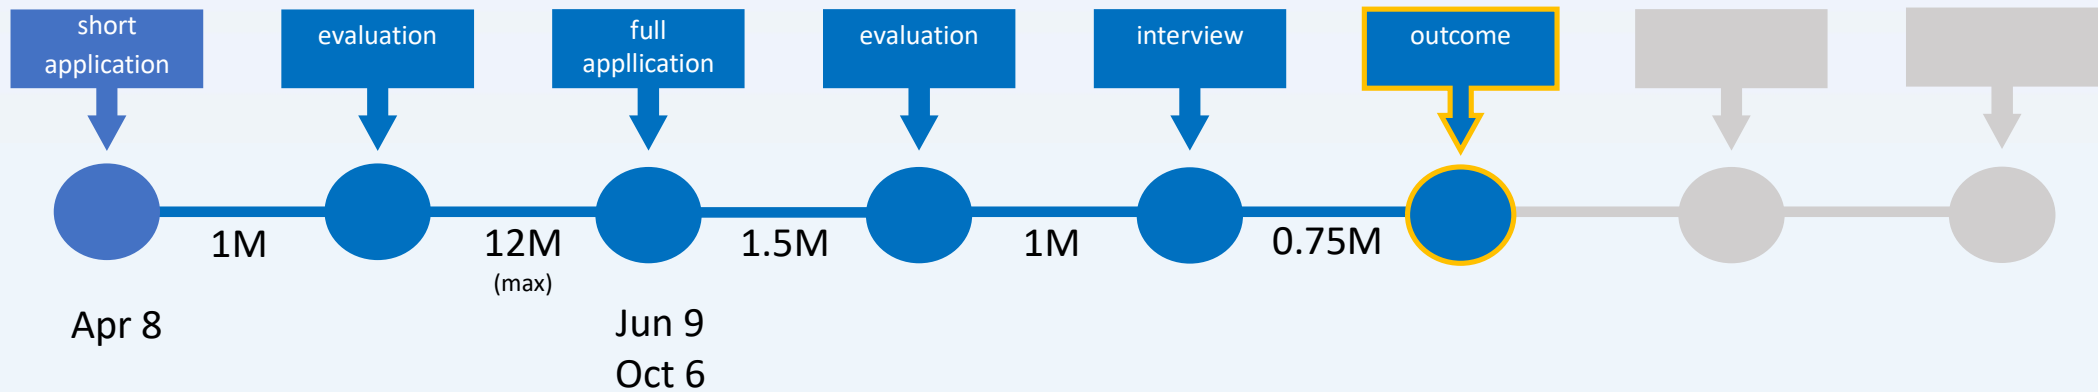 short
application
evaluation
full
appllication
evaluation
interview
outcome
1M
12M
(max)
1.5M
1M
0.75M
Apr 8
Jun 9
Oct 6